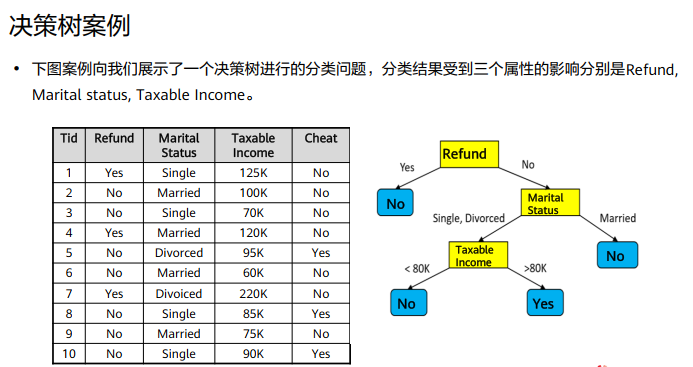 决策树案例
• 下图案例向我们展示了一个决策树进行的分类问题，分类结果受到三个属性的影响分别是Refund,
Marital status, Taxable Income。
Tid Refund Marital Status Taxable Income Cheat
1 Yes Single 125K No
2 No Married 100K No
3 No Single 70K No
4 Yes Married 120K No
5 No Divorced 95K Yes
6 No Married 60K No
7 Yes Divoiced 220K No
8 No Single 85K Yes
9 No Married 75K No
10 No Single 90K Yes
Refund
Yes
No
No
Marital
Status
Single, Divorced
Married
Taxable
Income
No
< 80K
>80K
No
Yes